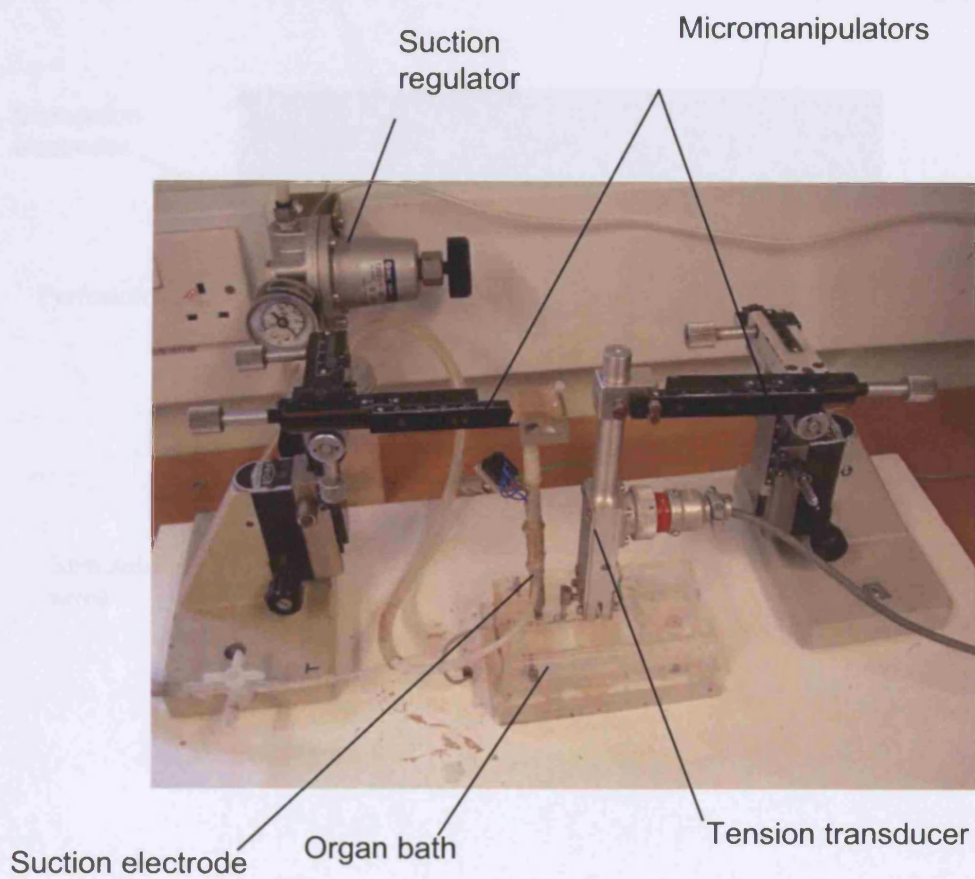 Suction
regulator
Micromanipulators
Suction electrode
Organ bath
Tension transducer